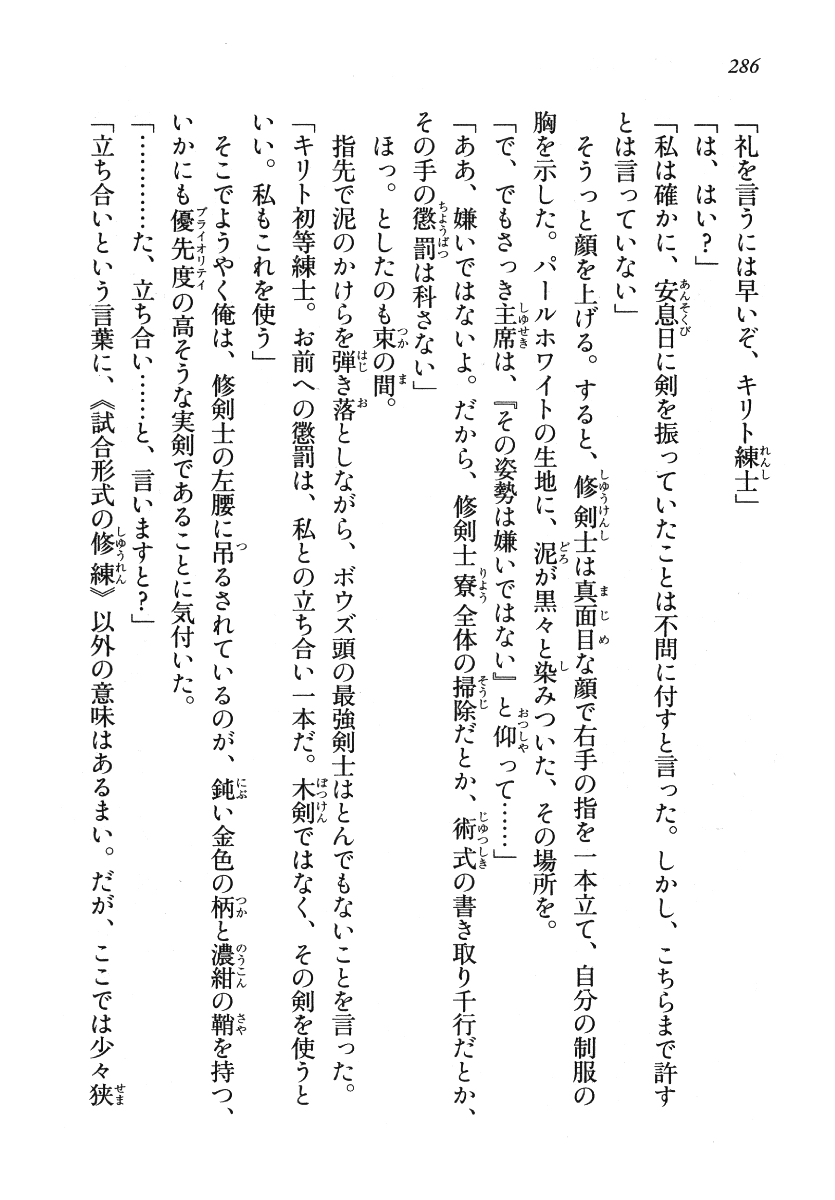 286
「礼を言うには早いぞ、キリト練士」
「は、はい？」
「私は確かに、安息日に剣を振っていたことは不問に付すと言った。しかし、こちらまで許す
とは言っていない」
　そうっと顔を上げる。すると、修剣士は真面目な顔で右手の指を一本立て、自分の制服の
胸を示した。パールホワイトの生地に、泥が黒々と染みついた、その場所を。
「で、でもさっき主席は、『その姿勢は嫌いではない』と仰って……」
「ああ、嫌いではないよ。だから、修剣士寮全体の掃除だとか、術式の書き取り千行だとか、
その手の懲罰は科さない」
　ほっ。としたのも束の間。
　指先で泥のかけらを弾き落としながら、ボウズ頭の最強剣士はとんでもないことを言った。
「キリト初等練士。お前への懲罰は、私との立ち合い一本だ。木剣ではなく、その剣を使うと
いい。私もこれを使う」
　そこでようやく俺は、修剣士の左腰に吊るされているのが、鈍い金色の柄と濃紺の鞘を持つ、
いかにも優先度の高そうな実剣であることに気付いた。
「…………た、立ち合い……と、言いますと？」
「立ち合いという言葉に、《試合形式の修練》以外の意味はあるまい。だが、ここでは少々狭